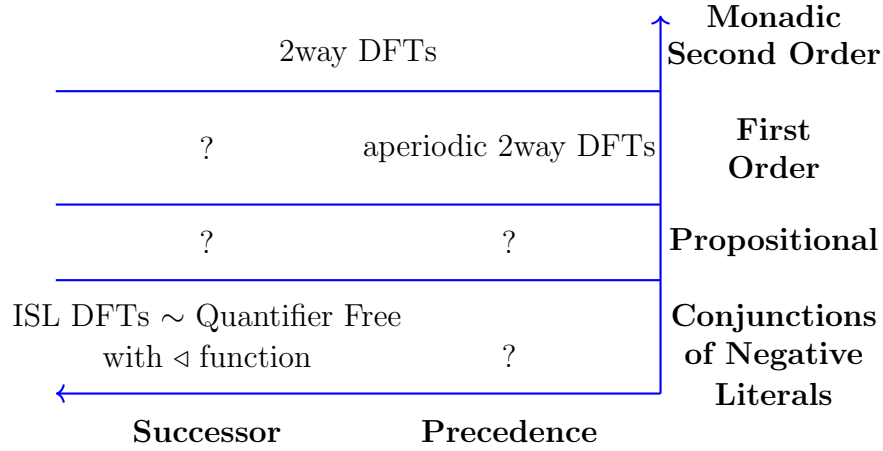 2way DFTs
Monadic
Second Order
?
aperiodic 2way DFTs
First
Order
?
?
Propositional
ISL DFTs ∼ Quantifier Free
with ◃ function
?
Conjunctions
of Negative
Literals
Successor
Precedence